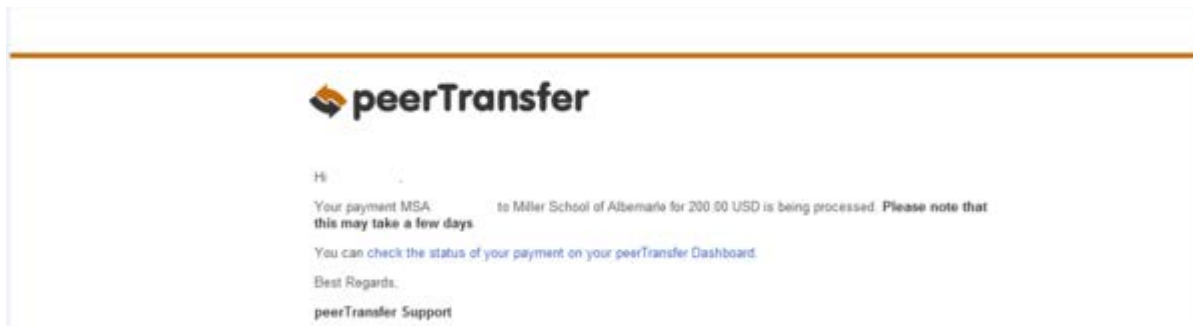 peerTransfer
Hi            .
Your payment MSA            to Miller School of Albemarle for 200.00 USD is being processed. Please note that
this may take a few days
You can check the status of your payment on your peerTransfer Dashboard.
Best Regards,
peerTransfer Support